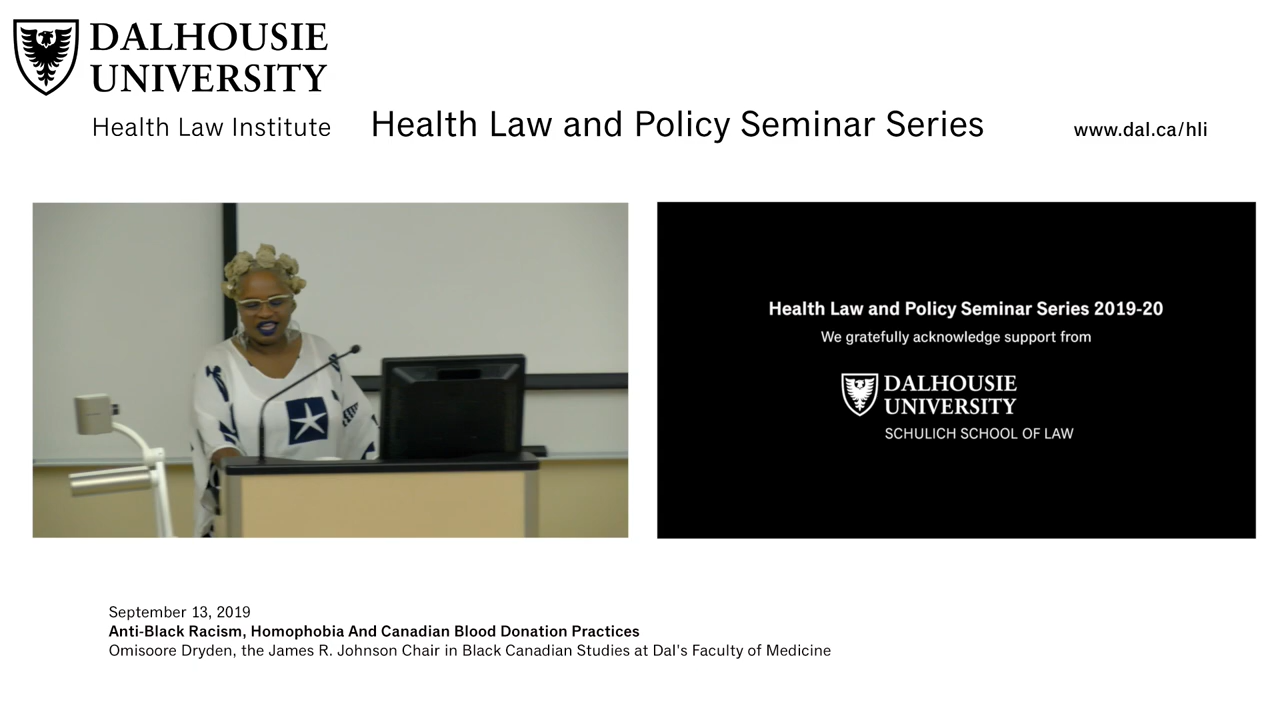 DALHOUSIE
UNIVERSITY
Health Law Institute
Health Law and Policy Seminar Series
www.dal.ca/hli
Health Law and Policy Seminar Series 2019-20
We gratefully acknowledge support from
DALHOUSIE
UNIVERSITY
SCHULICH SCHOOL OF LAW
September 13, 2019
Anti-Black Racism, Homophobia And Canadian Blood Donation Practices
Omisoore Dryden, the James R. Johnson Chair in Black Canadian Studies at Dal's Faculty of Medicine